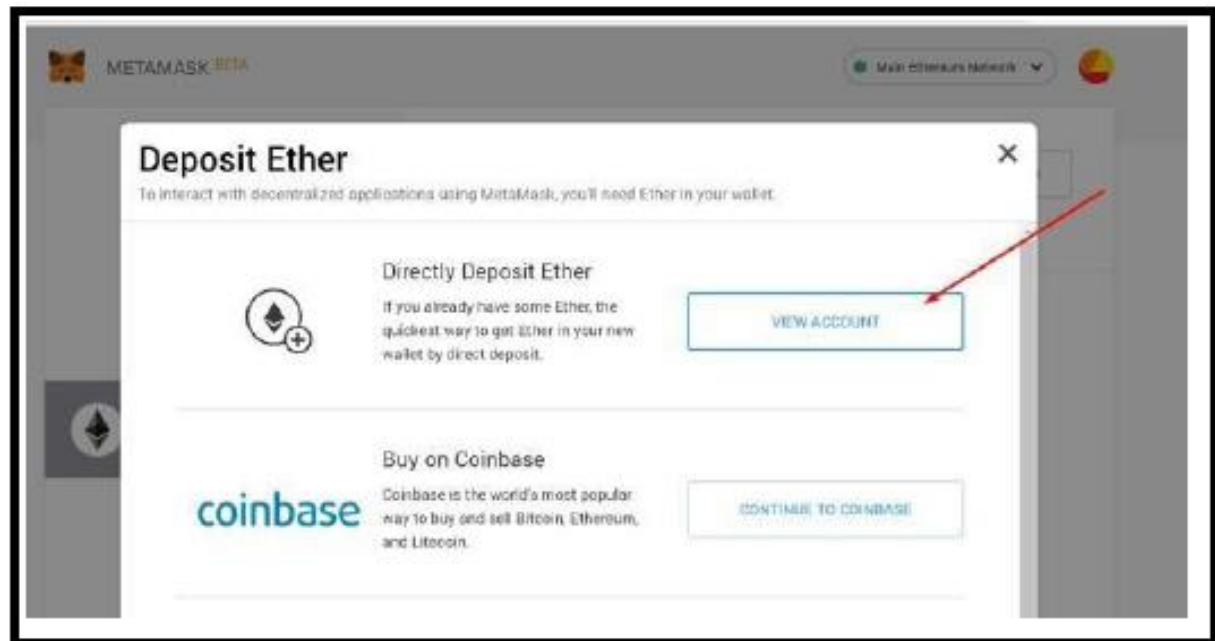 METAMASK BETA
Main Ethereum Network
Deposit Ether
To interact with decentralized applications using MetaMask, you'll need Ether in your wallet.
Directly Deposit Ether
If you already have some Ether, the
quickest way to get Ether in your new
wallet by direct deposit.
VIEW ACCOUNT
Buy on Coinbase
Coinbase is the world's most popular
way to buy and sell Bitcoin, Ethereum,
and Litecoin.
coinbase
CONTINUE TO COINBASE